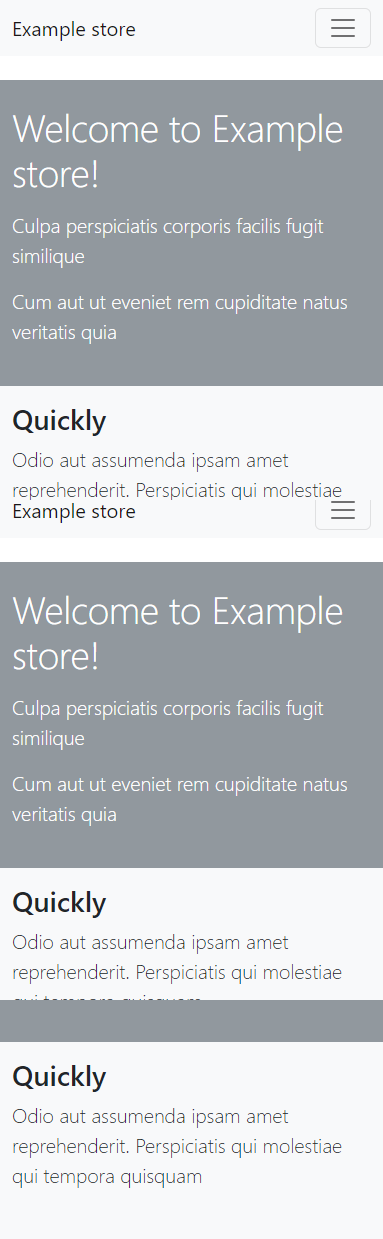 Example store
Welcome to Example
store!
Culpa perspiciatis corporis facilis fugit
similique
Cum aut ut eveniet rem cupiditate natus
veritatis quia
Quickly
Odio aut assumenda ipsam amet
reprehenderit. Perspiciatis qui molestiae
Example store
Welcome to Example
store!
Culpa perspiciatis corporis facilis fugit
similique
Cum aut ut eveniet rem cupiditate natus
veritatis quia
Quickly
Odio aut assumenda ipsam amet
reprehenderit. Perspiciatis qui molestiae
qui tempora quisquam
Quickly
Odio aut assumenda ipsam amet
reprehenderit. Perspiciatis qui molestiae
qui tempora quisquam